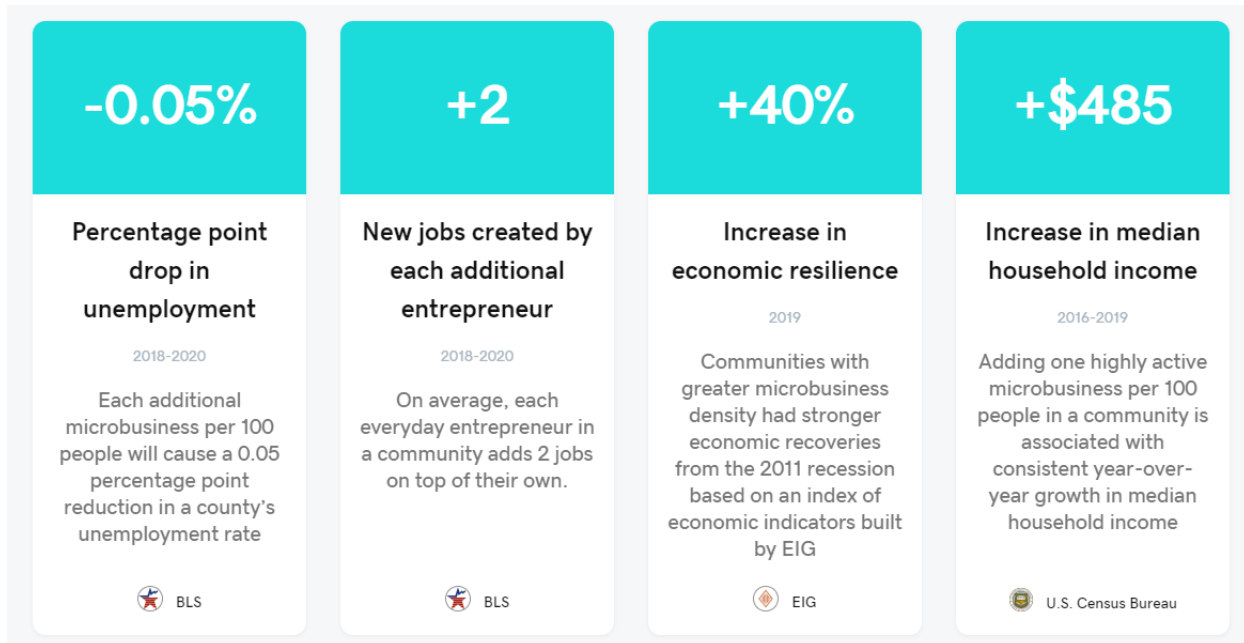 -0.05%
Percentage point
drop in
unemployment
2018-2020
Each additional
microbusiness per 100
people will cause a 0.05
percentage point
reduction in a county's
unemployment rate
BLS
+2
New jobs created by
each additional
entrepreneur
2018-2020
On average, each
everyday entrepreneur in
a community adds 2 jobs
on top of their own.
BLS
+40%
Increase in
economic resilience
2019
Communities with
greater microbusiness
density had stronger
economic recoveries
from the 2011 recession
based on an index of
economic indicators built
by EIG
EIG
+$485
Increase in median
household income
2016-2019
Adding one highly active
microbusiness per 100
people in a community is
associated with
consistent year-over-
year growth in median
household income
U.S. Census Bureau